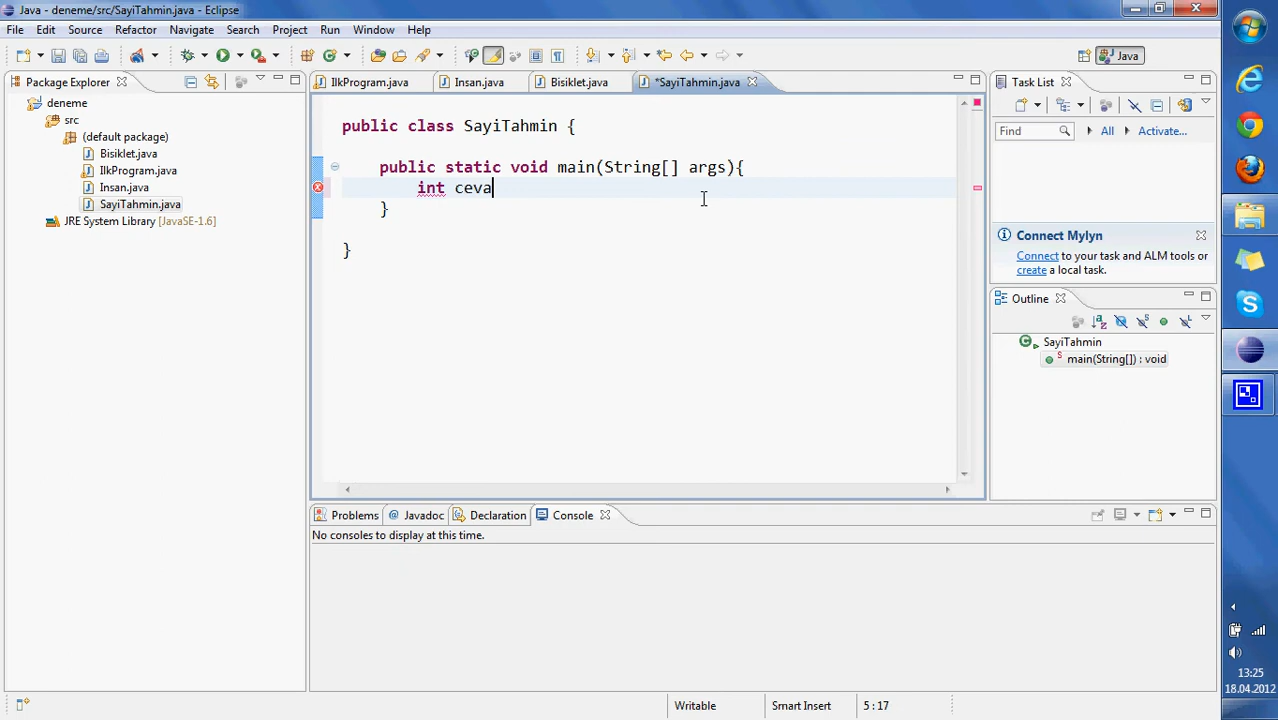 Java - deneme/src/SayiTahmin.java - Eclipse
File Edit Source Refactor Navigate Search Project Run Window Help
Java
Package Explorer
deneme
src
(default package)
Bisiklet.java
IlkProgram.java
Insan.java
SayiTahmin.java
JRE System Library [JavaSE-1.6]
IlkProgram.java Insan.java Bisiklet.java *SayiTahmin.java
public class SayiTahmin {
public static void main(String[] args){
int ceva
}
}
Task List
Find All Activate...
Connect Mylyn
Connect to your task and ALM tools or
create a local task.
Outline
SayiTahmin
main(String[]) : void
Problems @ Javadoc Declaration Console
No consoles to display at this time.
Writable Smart Insert 5 : 17
13:25
18.04.2012